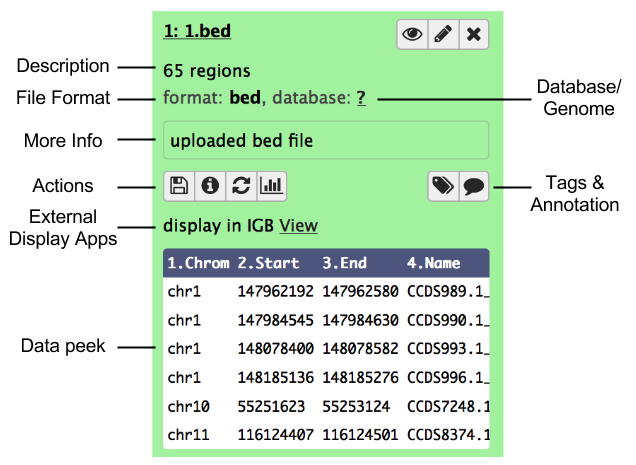 1: 1.bed
Description
65 regions
File Format
format: bed, database: ?
Database/
Genome
More Info
uploaded bed file
Actions
Tags &
Annotation
External
Display Apps
display in IGB View
1.Chrom 2.Start 3.End 4.Name
chr1 147962192 147962580 CCDS989.1_
chr1 147984545 147984630 CCDS990.1_
chr1 148078400 148078582 CCDS993.1_
Data peek
chr1 148185136 148185276 CCDS996.1_
chr10 55251623 55253124 CCDS7248.1
chr11 116124407 116124501 CCDS8374.1